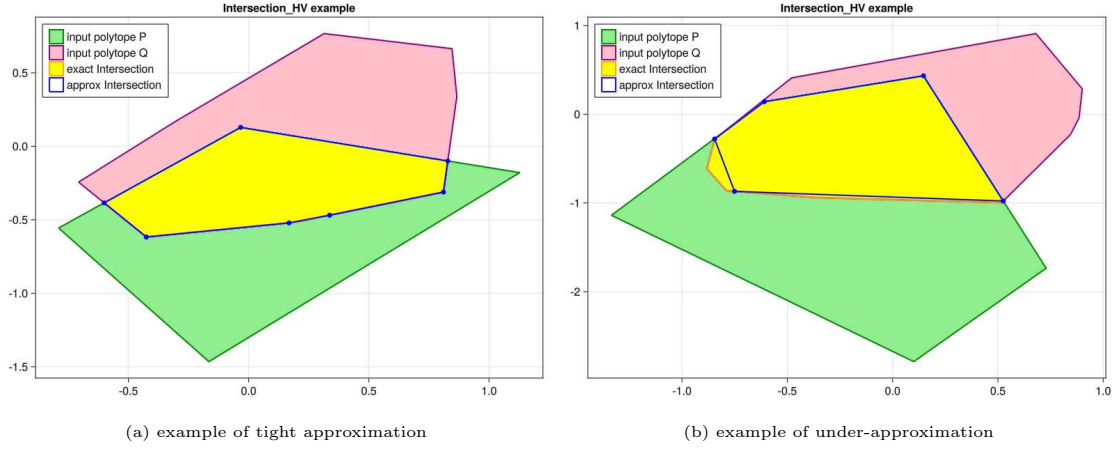 Intersection_HV example
input polytope P
input polytope Q
exact Intersection
approx Intersection
0.5
0.0
-0.5
-1.0
-1.5
-0.5 0.0 0.5 1.0
(a) example of tight approximation
Intersection_HV example
input polytope P
input polytope Q
exact Intersection
approx Intersection
1
0
-1
-2
-1.0 -0.5 0.0 0.5 1.0
(b) example of under-approximation